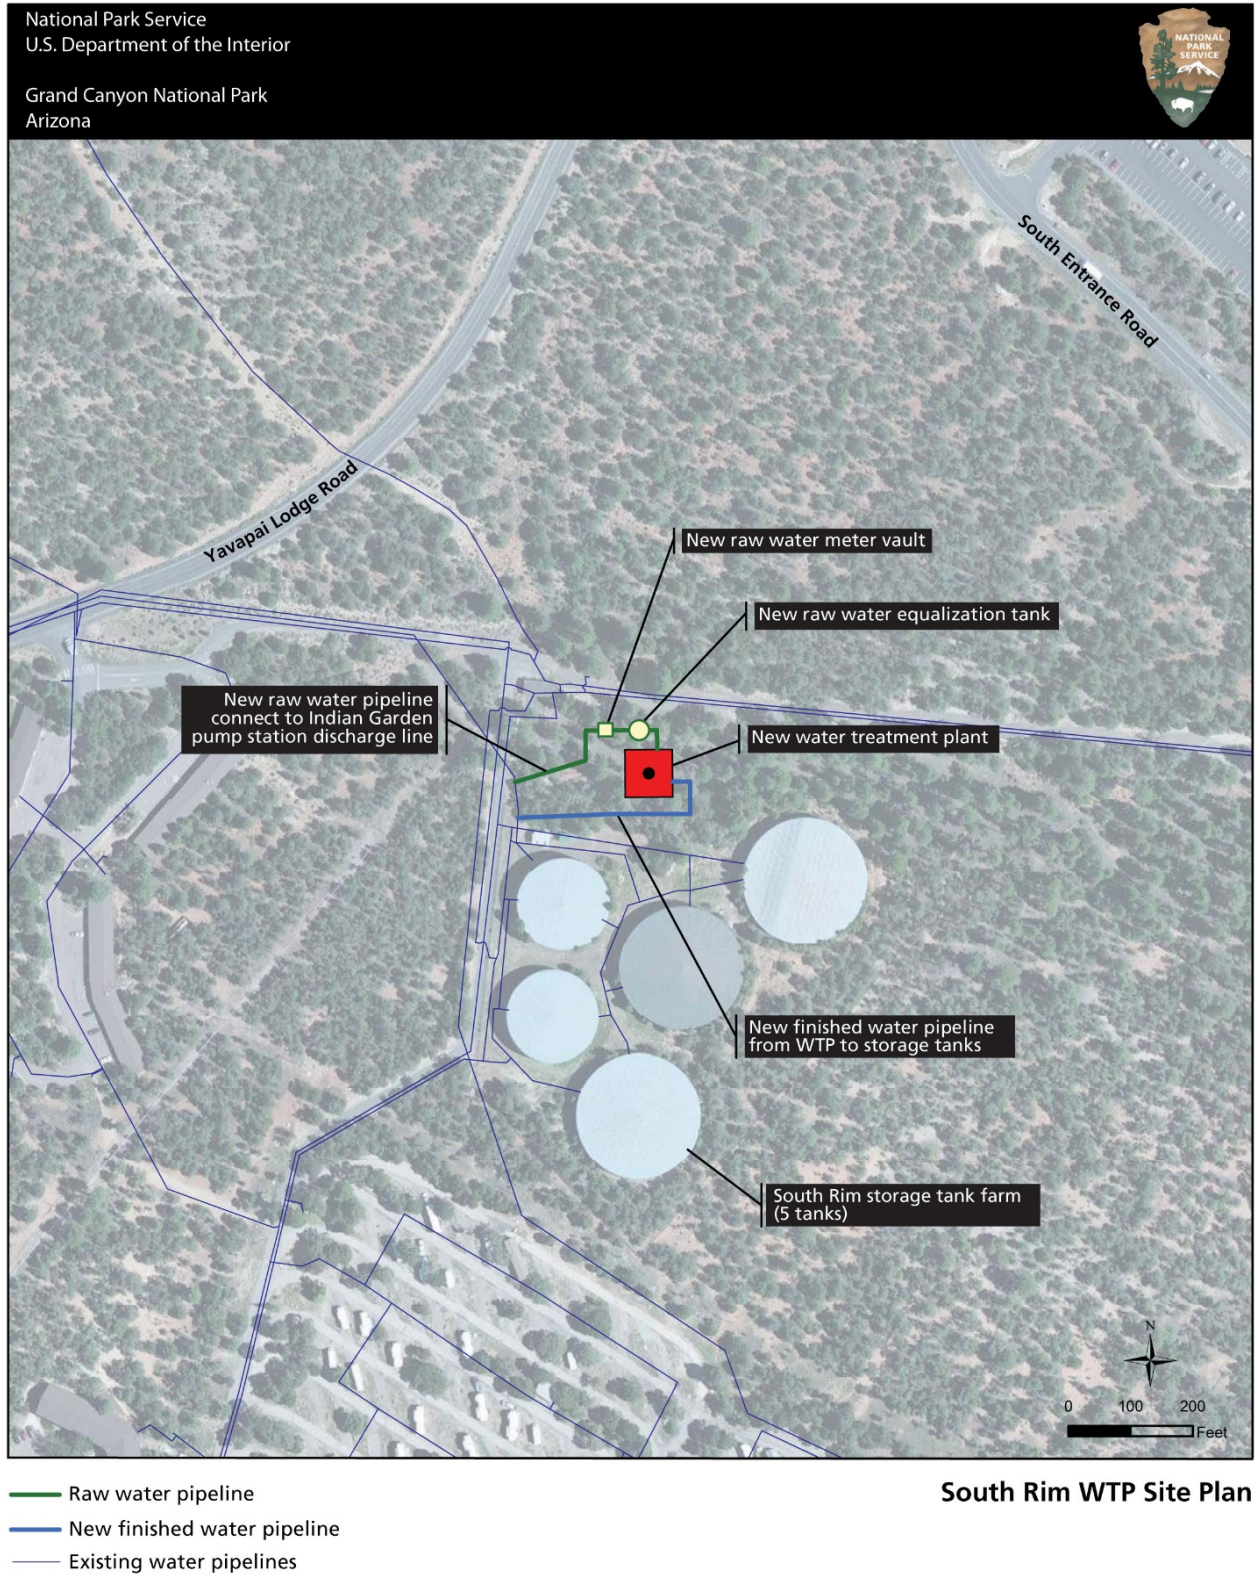 National Park Service
U.S. Department of the Interior
Grand Canyon National Park
Arizona
NATIONAL
PARK
SERVICE
South Entrance Road
Yavapai Lodge Road
New raw water meter vault
New raw water equalization tank
New raw water pipeline
connect to Indian Garden
pump station discharge line
New water treatment plant
New finished water pipeline
from WTP to storage tanks
South Rim storage tank farm
(5 tanks)
N
0 100 200
Feet
Raw water pipeline
New finished water pipeline
Existing water pipelines
South Rim WTP Site Plan